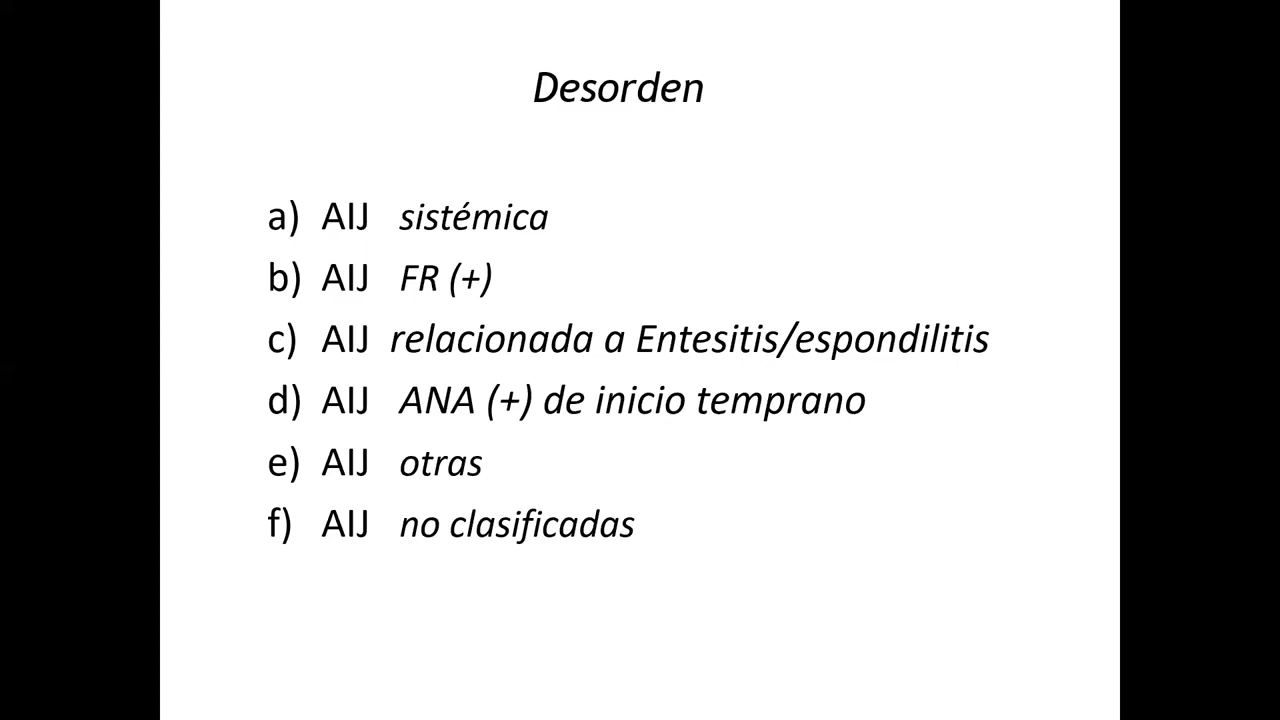 Desorden
a) AIJ sistémica
b) AIJ FR (+)
c) AIJ relacionada a Entesitis/espondilitis
d) AIJ ANA (+) de inicio temprano
e) AIJ otras
f) AIJ no clasificadas